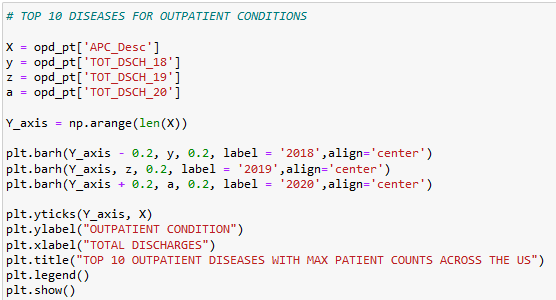 # TOP 10 DISEASES FOR OUTPATIENT CONDITIONS
X = opd_pt['APC_Desc']
y = opd_pt['TOT_DSCH_18']
z = opd_pt['TOT_DSCH_19']
a = opd_pt['TOT_DSCH_20']
Y_axis = np.arange(len(X))
plt.barh(Y_axis - 0.2, y, 0.2, label = '2018',align='center')
plt.barh(Y_axis, z, 0.2, label = '2019',align='center')
plt.barh(Y_axis + 0.2, a, 0.2, label = '2020',align='center')
plt.yticks(Y_axis, X)
plt.ylabel("OUTPATIENT CONDITION")
plt.xlabel("TOTAL DISCHARGES")
plt.title("TOP 10 OUTPATIENT DISEASES WITH MAX PATIENT COUNTS ACROSS THE US")
plt.legend()
plt.show()